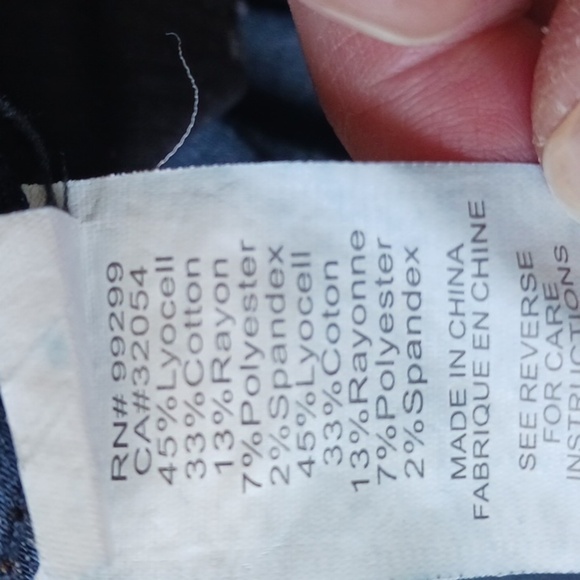 RN# 99299
CA#32054
45%Lyocell
33%Cotton
13%Rayon
7%Polyester
2%Spandex
45%Lyocell
33%Coton
13%Rayonne
7%Polyester
2%Spandex
MADE IN CHINA
FABRIQUE EN CHINE
SEE REVERSE
FOR CARE
INSTRUCTIONS